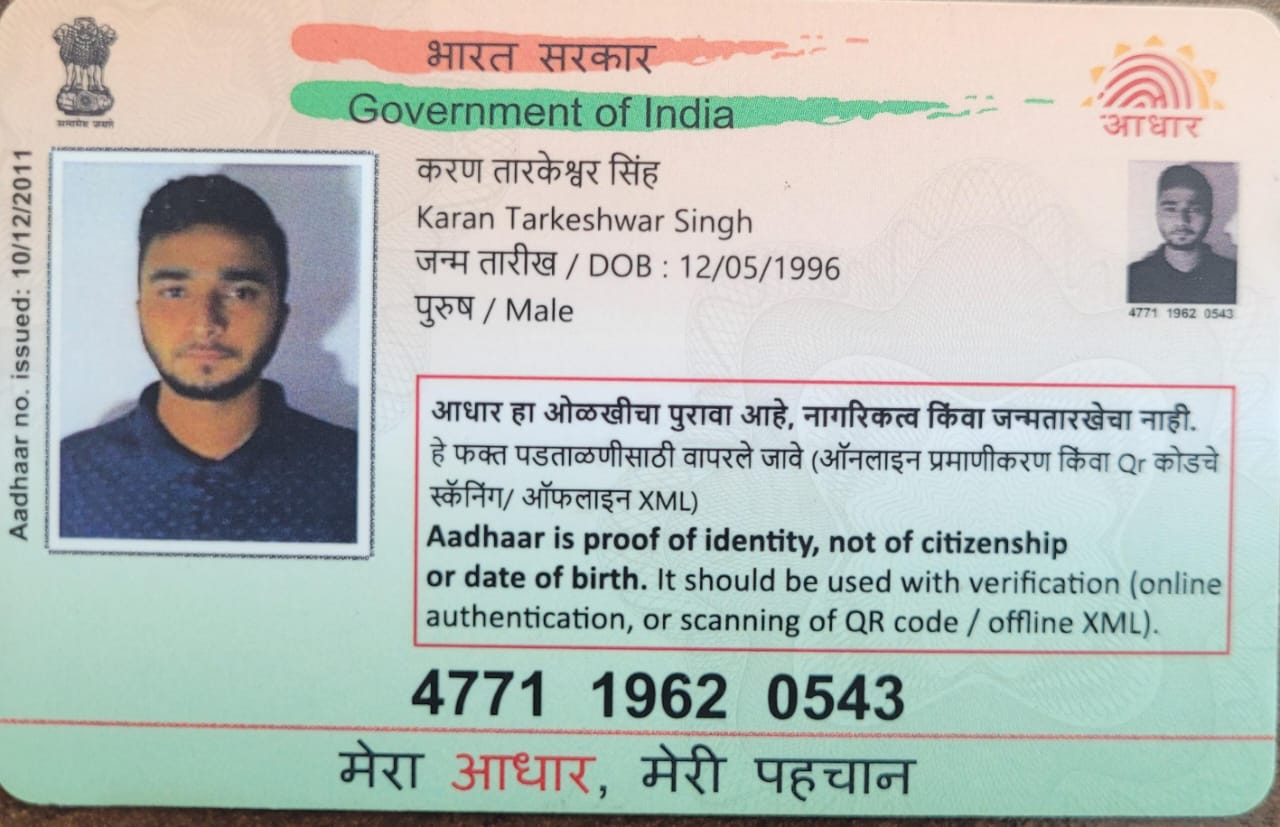 भारत सरकार
Government of India
आधार
Aadhaar no. issued: 10/12/2011
करण तारकेश्वर सिंह
Karan Tarkeshwar Singh
जन्म तारीख / DOB : 12/05/1996
पुरुष / Male
4771 1962 0543
आधार हा ओळखीचा पुरावा आहे, नागरिकत्व किंवा जन्मतारखेचा नाही.
हे फक्त पडताळणीसाठी वापरले जावे (ऑनलाइन प्रमाणीकरण किंवा Qr कोडचे
स्कॅनिंग/ ऑफलाइन XML)
Aadhaar is proof of identity, not of citizenship
or date of birth. It should be used with verification (online
authentication, or scanning of QR code / offline XML).
4771 1962 0543
मेरा आधार, मेरी पहचान